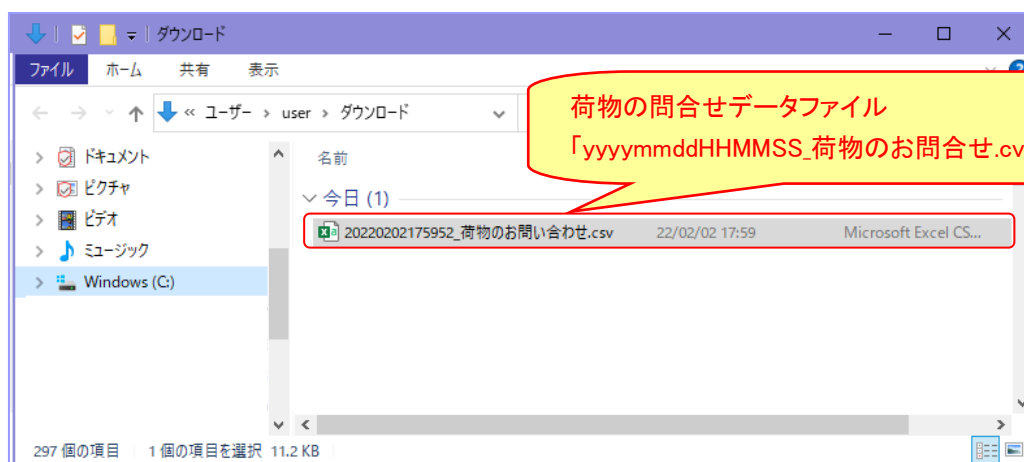 ダウンロード
ファイル ホーム 共有 表示
荷物の問合せデータファイル
「yyyymmddHHMMSS_荷物のお問合せ.cv
« ユーザー › user › ダウンロード
ドキュメント
ピクチャ
ビデオ
ミュージック
Windows (C:)
名前
今日 (1)
20220202175952_荷物のお問い合わせ.csv 22/02/02 17:59 Microsoft Excel CS...
297 個の項目 1 個の項目を選択 11.2 KB